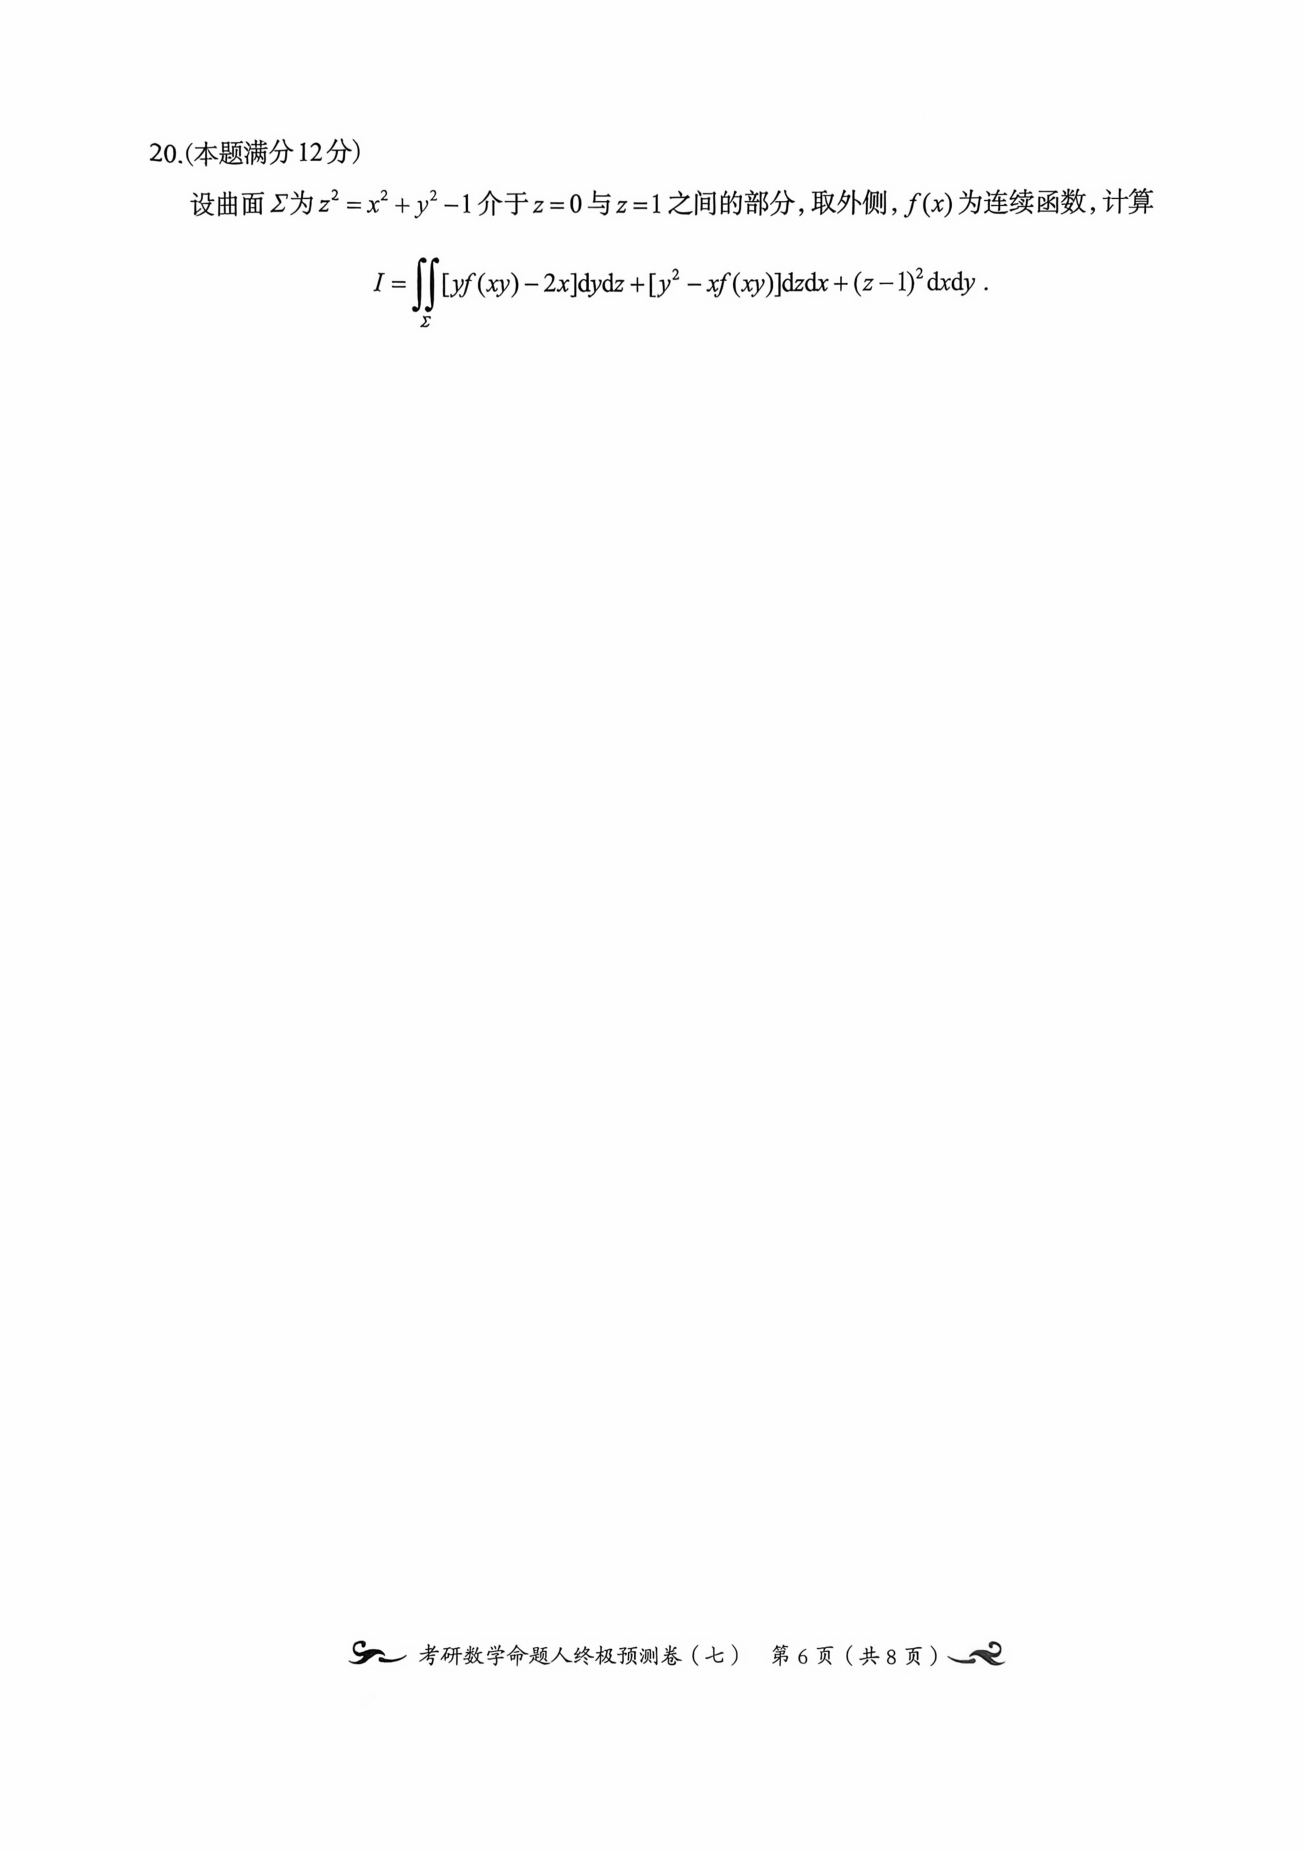 20.(本题满分12分)
设曲面Σ为z²=x²+y²-1介于z=0与z=1之间的部分,取外侧,f(x)为连续函数,计算
I=∬_Σ[yf(xy)-2x]dydz+[y²-xf(xy)]dzdx+(z-1)²dxdy.
考研数学命题人终极预测卷(七) 第6页(共8页)